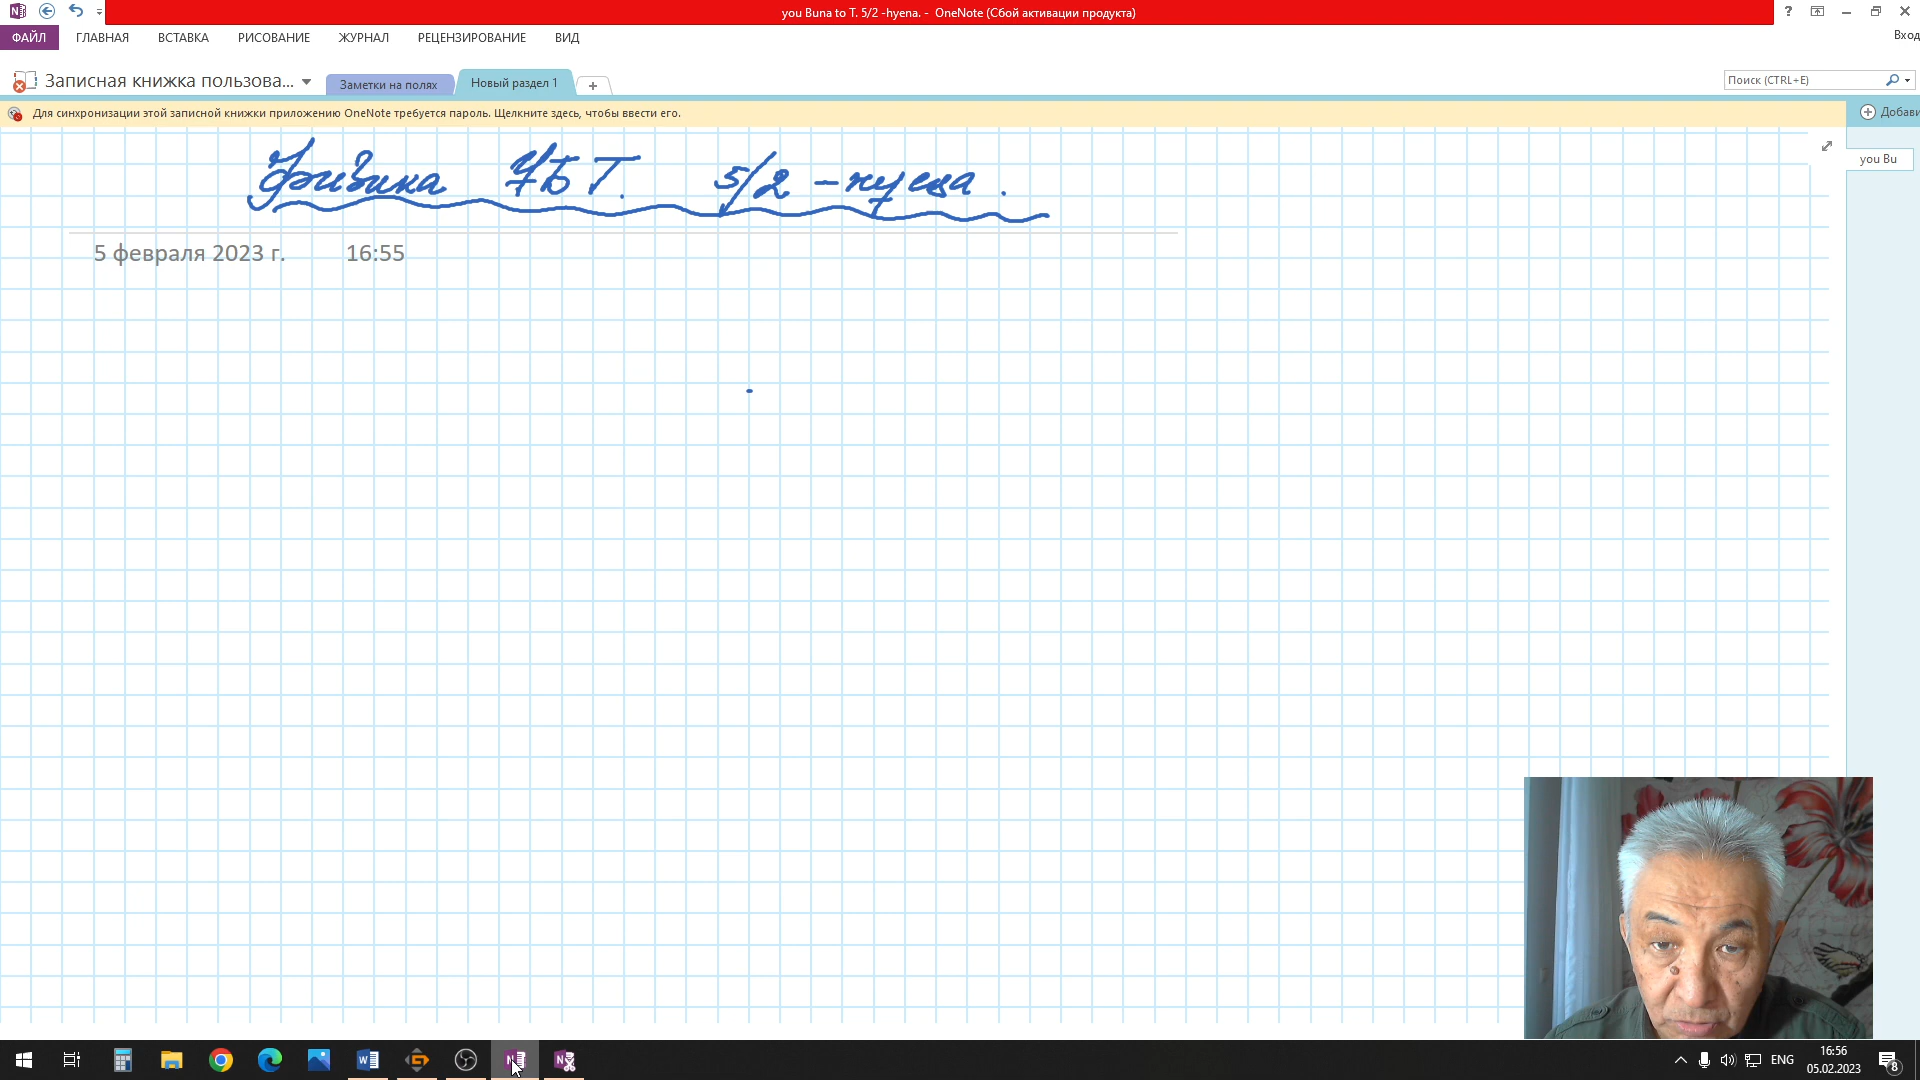 you Buna to T. 5/2 -hyena. - OneNote (Сбой активации продукта)
ФАЙЛ ГЛАВНАЯ ВСТАВКА РИСОВАНИЕ ЖУРНАЛ РЕЦЕНЗИРОВАНИЕ ВИД Вход
Записная книжка пользова... Заметки на полях Новый раздел 1 Поиск (CTRL+E)
Для синхронизации этой записной книжки приложению OneNote требуется пароль. Щелкните здесь, чтобы ввести его. Добави
you Bu
Физика ҰБТ. 5/2 -нұсқа.
5 февраля 2023 г. 16:55
ENG 16:56
05.02.2023 8